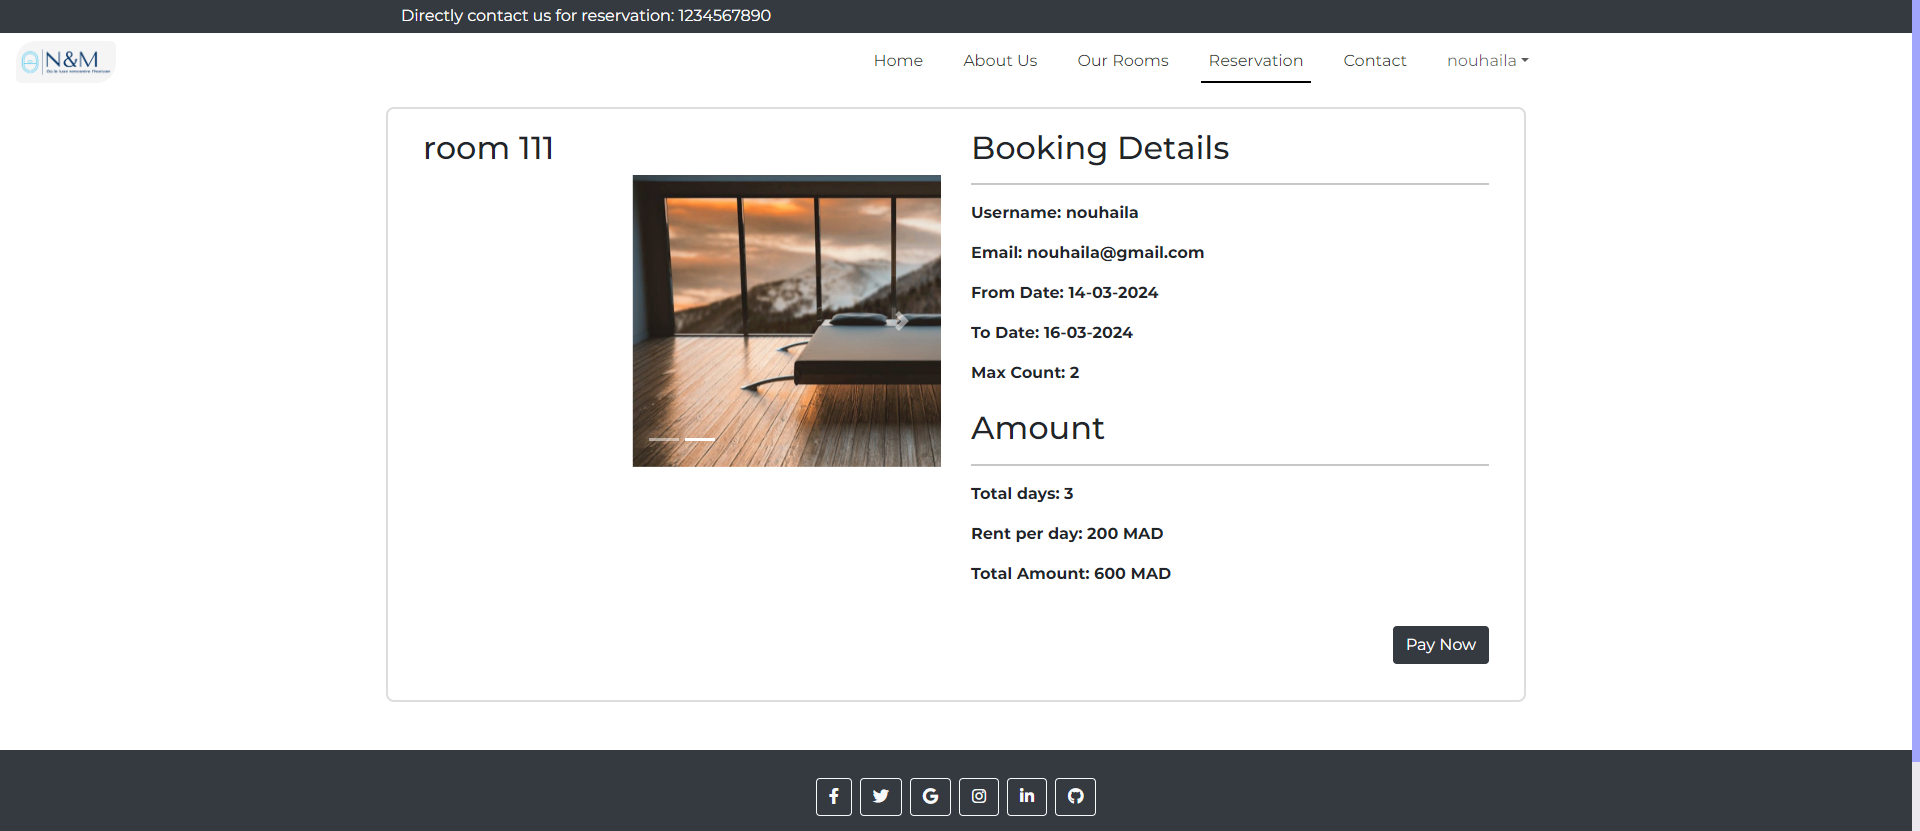 Directly contact us for reservation: 1234567890
N&M
Home About Us Our Rooms Reservation Contact nouhaila
room 111
Booking Details
Username: nouhaila
Email: nouhaila@gmail.com
From Date: 14-03-2024
To Date: 16-03-2024
Max Count: 2
Amount
Total days: 3
Rent per day: 200 MAD
Total Amount: 600 MAD
Pay Now